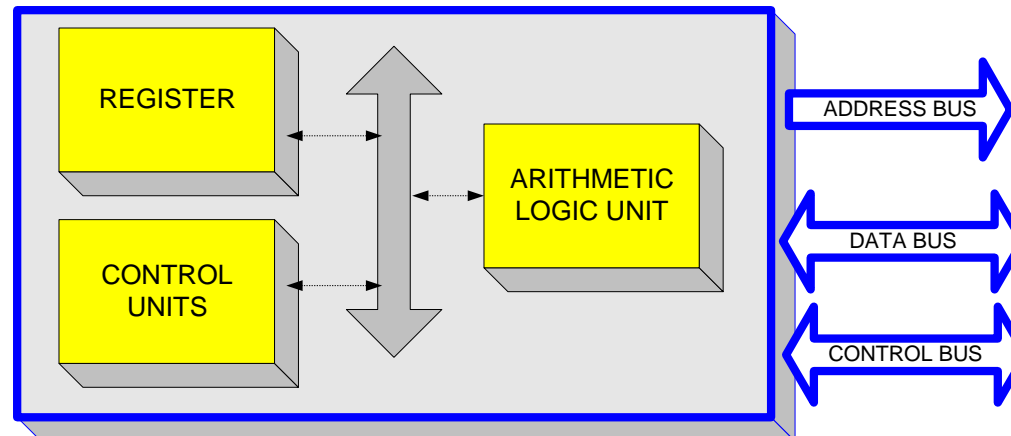 REGISTER
CONTROL
UNITS
ARITHMETIC
LOGIC UNIT
ADDRESS BUS
DATA BUS
CONTROL BUS